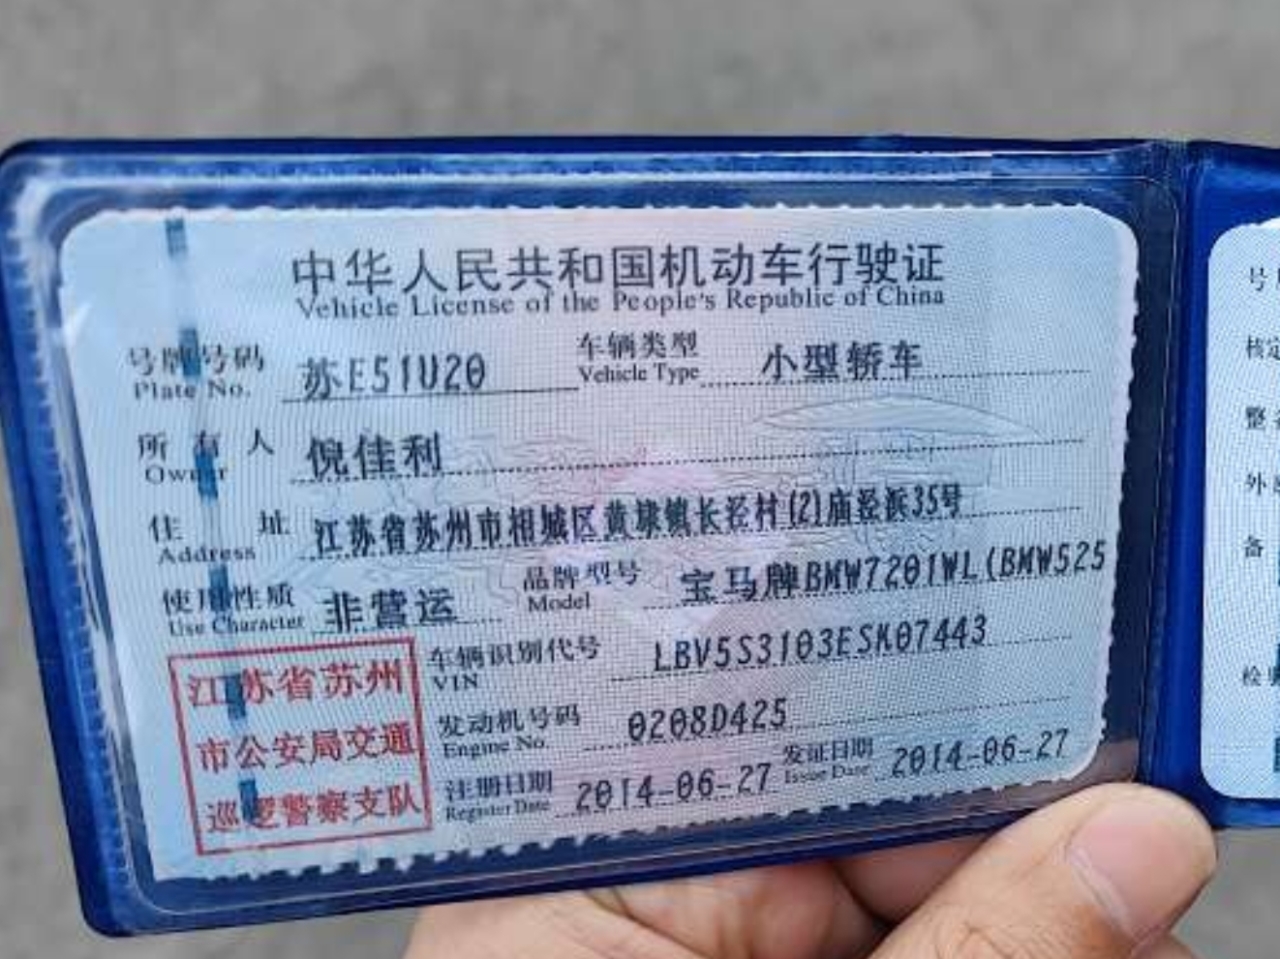 中华人民共和国机动车行驶证
Vehicle License of the People's Republic of China
号牌号码 苏E51U20 车辆类型 小型轿车
Plate No. Vehicle Type
所有人 倪佳利
Owner
住址 江苏省苏州市相城区黄埭镇长泾村(2)庙泾浜35号
Address
使用性质 非营运 品牌型号 宝马牌BMW7201WL(BMW525
Use Character Model
江苏省苏州 车辆识别代号 LBV5S3103ESK07443
VIN
市公安局交通 发动机号码 0208D425
Engine No.
巡逻警察支队 注册日期 2014-06-27 发证日期 2014-06-27
Register Date Issue Date
号
核定
整
外
备
检